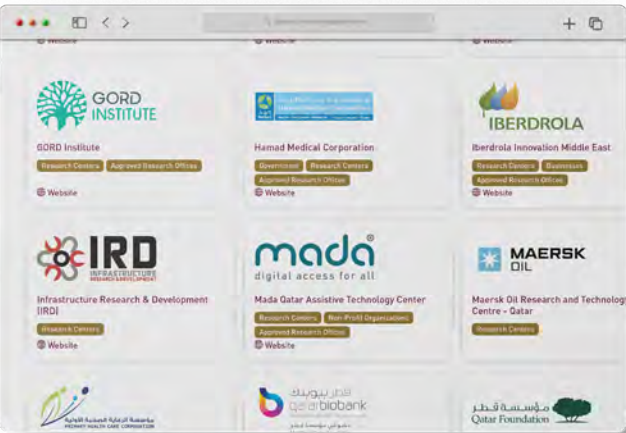 Website Website Website
GORD
INSTITUTE
GORD Institute
Research Centers Approved Research Offices
Website
Hamad Medical Corporation
Government Research Centers
Approved Research Offices
Website
IBERDROLA
Iberdrola Innovation Middle East
Research Centers Businesses
Approved Research Offices
Website
IRD
INFRASTRUCTURE
RESEARCH & DEVELOPMENT
Infrastructure Research & Development
(IRD)
Research Centers
Website
mada
digital access for all
Mada Qatar Assistive Technology Center
Research Centers Non-Profit Organizations
Approved Research Offices
Website
MAERSK
OIL
Maersk Oil Research and Technology
Centre - Qatar
Research Centers
مؤسسة الرعاية الصحية الأولية
PRIMARY HEALTH CARE CORPORATION
قطر بيوبنك
qatarbiobank
مؤسسة قطر
Qatar Foundation